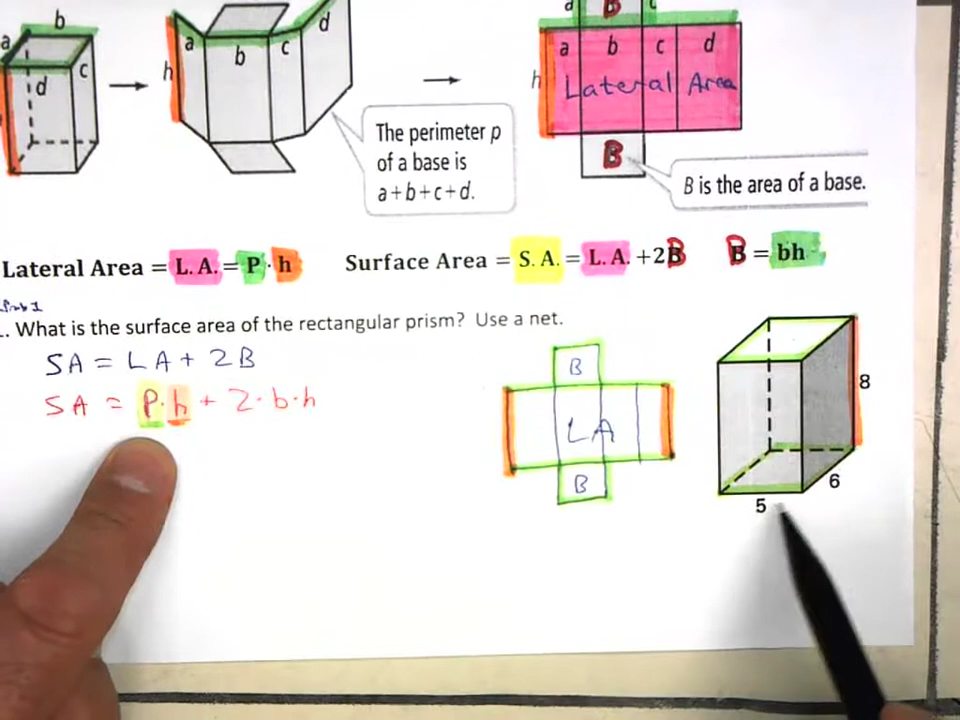 a b c d
h a b c d
a B c
h a b c d
Lateral Area
The perimeter p
of a base is
a+b+c+d.
B
B is the area of a base.
Lateral Area = L.A. = P · h Surface Area = S. A. = L. A. +2B B = bh
. What is the surface area of the rectangular prism? Use a net.
SA = LA + 2B
SA = P·h + 2·b·h
B
LA
B
8
6
5